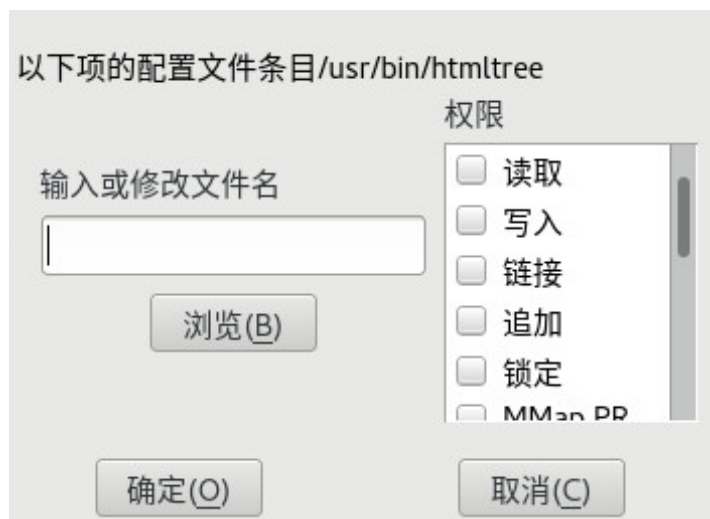 以下项的配置文件条目/usr/bin/htmltree
权限
读取
输入或修改文件名
写入
链接
浏览(B)
追加
锁定
MMap PR
确定(O)
取消(C)